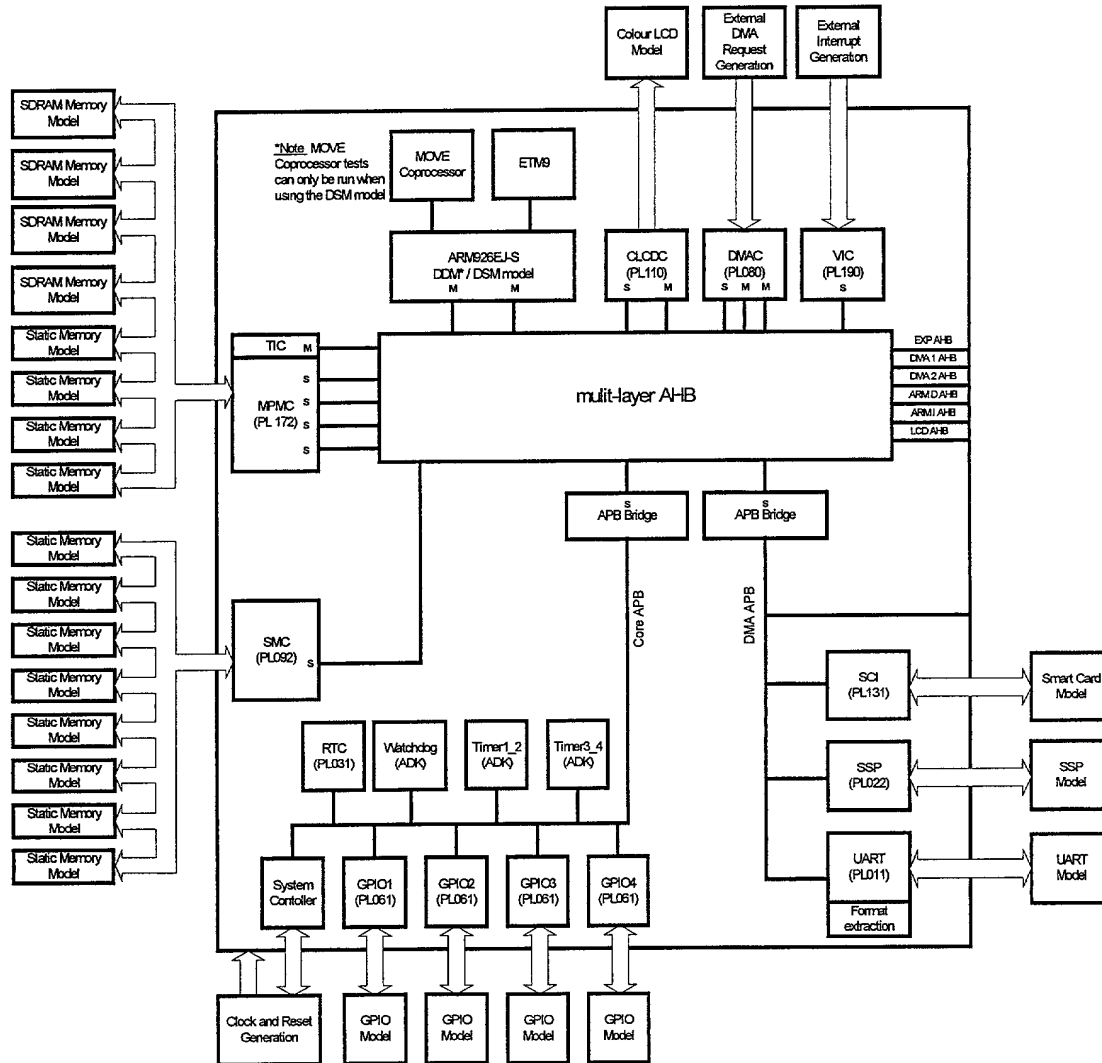 Colour LCD
Model
External
DMA
Request
Generation
External
Interrupt
Generation
SDRAM Memory
Model
SDRAM Memory
Model
SDRAM Memory
Model
SDRAM Memory
Model
Static Memory
Model
Static Memory
Model
Static Memory
Model
Static Memory
Model
*Note MOVE
Coprocessor tests
can only be run when
using the DSM model
MOVE
Coprocessor
ETM9
ARM926EJ-S
DDM* / DSM model
M M
CLCDC
(PL110)
S M
DMAC
(PL080)
S M M
VIC
(PL190)
S
TIC M
MPMC
(PL172)
S
S
S
S
mulit-layer AHB
EXP AHB
DMA 1 AHB
DMA 2 AHB
ARM D AHB
ARM I AHB
LCD AHB
S
APB Bridge
S
APB Bridge
Core APB
DMA APB
Static Memory
Model
Static Memory
Model
Static Memory
Model
Static Memory
Model
Static Memory
Model
Static Memory
Model
Static Memory
Model
Static Memory
Model
SMC
(PL092)
S
SCI
(PL131)
Smart Card
Model
SSP
(PL022)
SSP
Model
UART
(PL011)
Format
extraction
UART
Model
RTC
(PL031)
Watchdog
(ADK)
Timer1_2
(ADK)
Timer3_4
(ADK)
System
Contoller
GPIO1
(PL061)
GPIO2
(PL061)
GPIO3
(PL061)
GPIO4
(PL061)
Clock and Reset
Generation
GPIO
Model
GPIO
Model
GPIO
Model
GPIO
Model